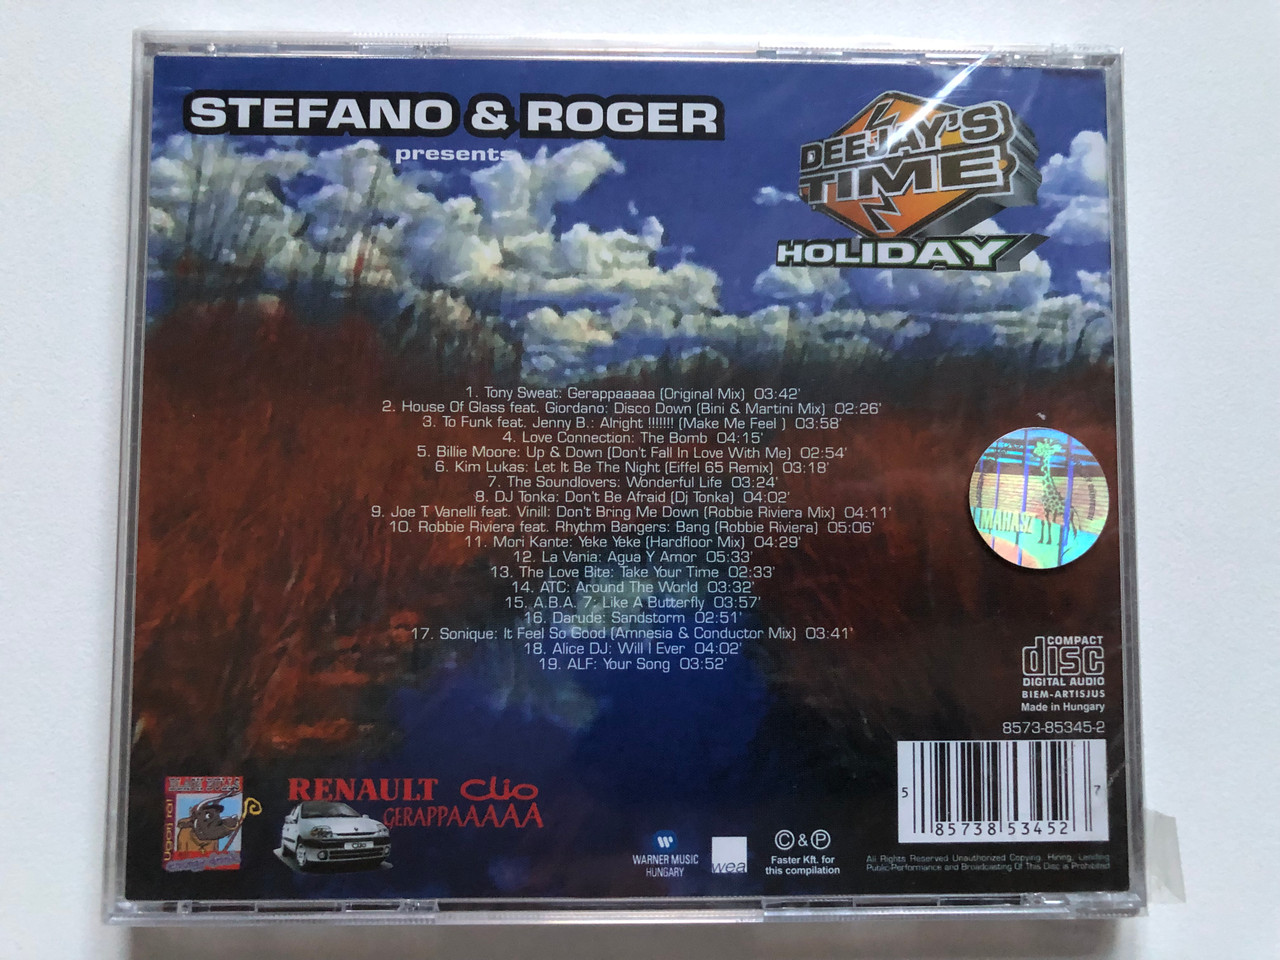 STEFANO & ROGER
presents
DEEJAY'S
TIME
HOLIDAY
1. Tony Sweat: Gerappaaaaa (Original Mix) 03:42'
2. House Of Glass feat. Giordano: Disco Down (Bini & Martini Mix) 02:26'
3. To Funk feat. Jenny B.: Alright !!!!!!! (Make Me Feel ) 03:58'
4. Love Connection: The Bomb 04:15'
5. Billie Moore: Up & Down (Don't Fall In Love With Me) 02:54'
6. Kim Lukas: Let It Be The Night (Eiffel 65 Remix) 03:18'
7. The Soundlovers: Wonderful Life 03:24'
8. DJ Tonka: Don't Be Afraid (Dj Tonka) 04:02'
9. Joe T. Vanelli feat. Vinill: Don't Bring Me Down (Robbie Riviera Mix) 04:11'
10. Robbie Riviera feat. Rhythm Bangers: Bang (Robbie Riviera) 05:06'
11. Mori Kante: Yeke Yeke (Hardfloor Mix) 04:29'
12. La Vania: Agua Y Amor 05:33'
13. The Love Bite: Take Your Time 02:33'
14. ATC: Around The World 03:32'
15. A.B.A. 7: Like A Butterfly 03:57'
16. Darude: Sandstorm 02:51'
17. Sonique: It Feel So Good (Amnesia & Conductor Mix) 03:41'
18. Alice DJ: Will I Ever 04:02'
19. ALF: Your Song 03:52'
MAHASZ
COMPACT
disc
DIGITAL AUDIO
BIEM-ARTISJUS
Made in Hungary
8573-85345-2
5 7
85738 53452
RENAULT Clio
GERAPPAAAAA
Clio
WARNER MUSIC
HUNGARY
wea
C & P
Faster Kft. for
this compilation
All Rights Reserved Unauthorized Copying, Hiring, Lending
Public-Performance and Broadcasting Of This Disc is Prohibited